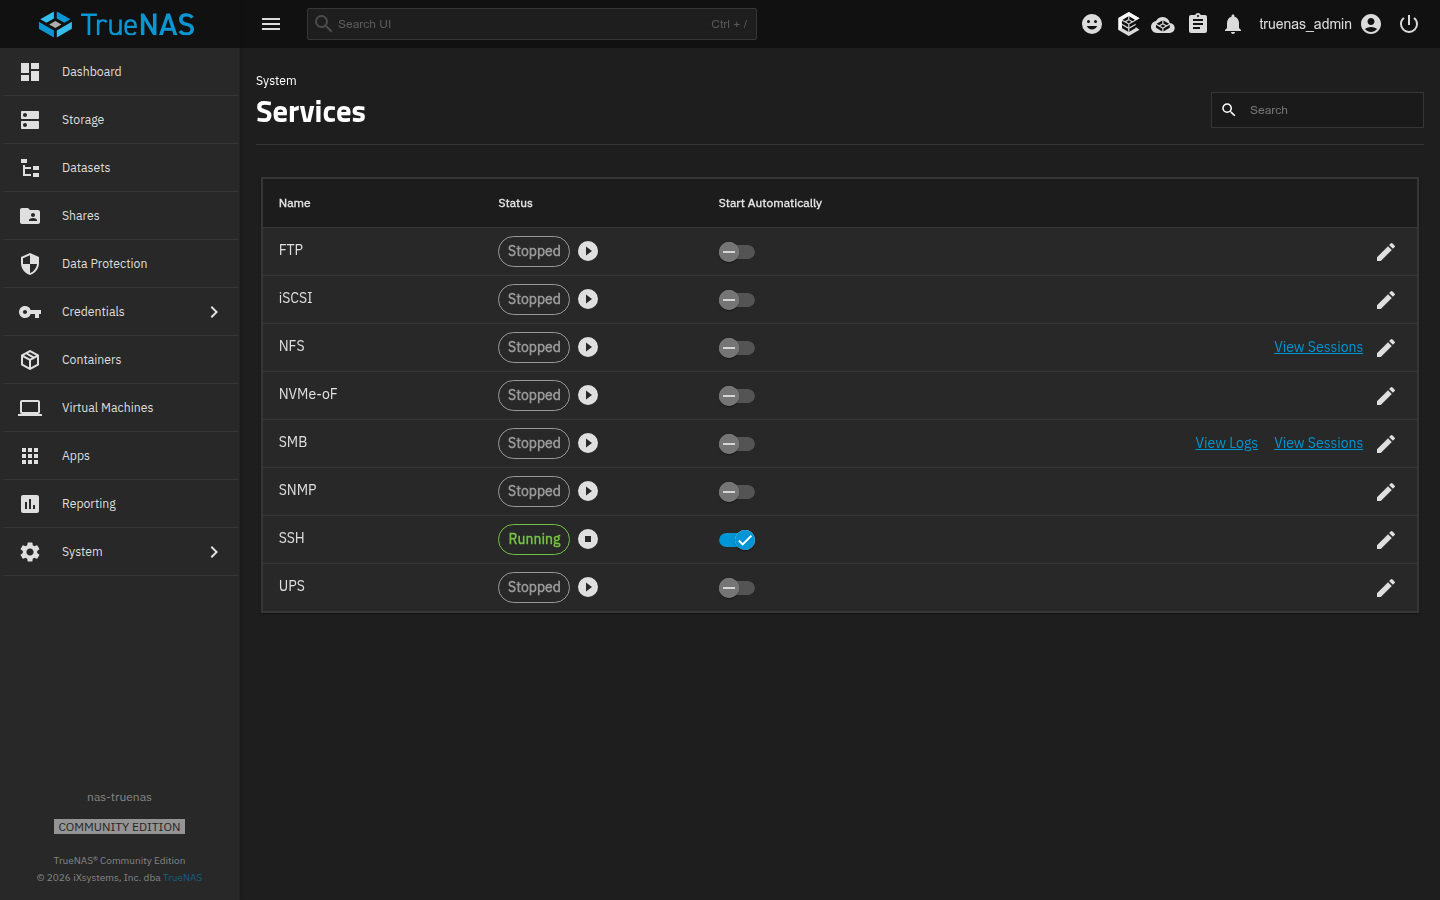 TrueNAS
Search UI
Ctrl + /
truenas_admin
Dashboard
Storage
Datasets
Shares
Data Protection
Credentials
Containers
Virtual Machines
Apps
Reporting
System
nas-truenas
COMMUNITY EDITION
TrueNAS® Community Edition
© 2026 iXsystems, Inc. dba TrueNAS
System
Services
Search
Name Status Start Automatically
FTP Stopped
iSCSI Stopped
NFS Stopped View Sessions
NVMe-oF Stopped
SMB Stopped View Logs View Sessions
SNMP Stopped
SSH Running
UPS Stopped